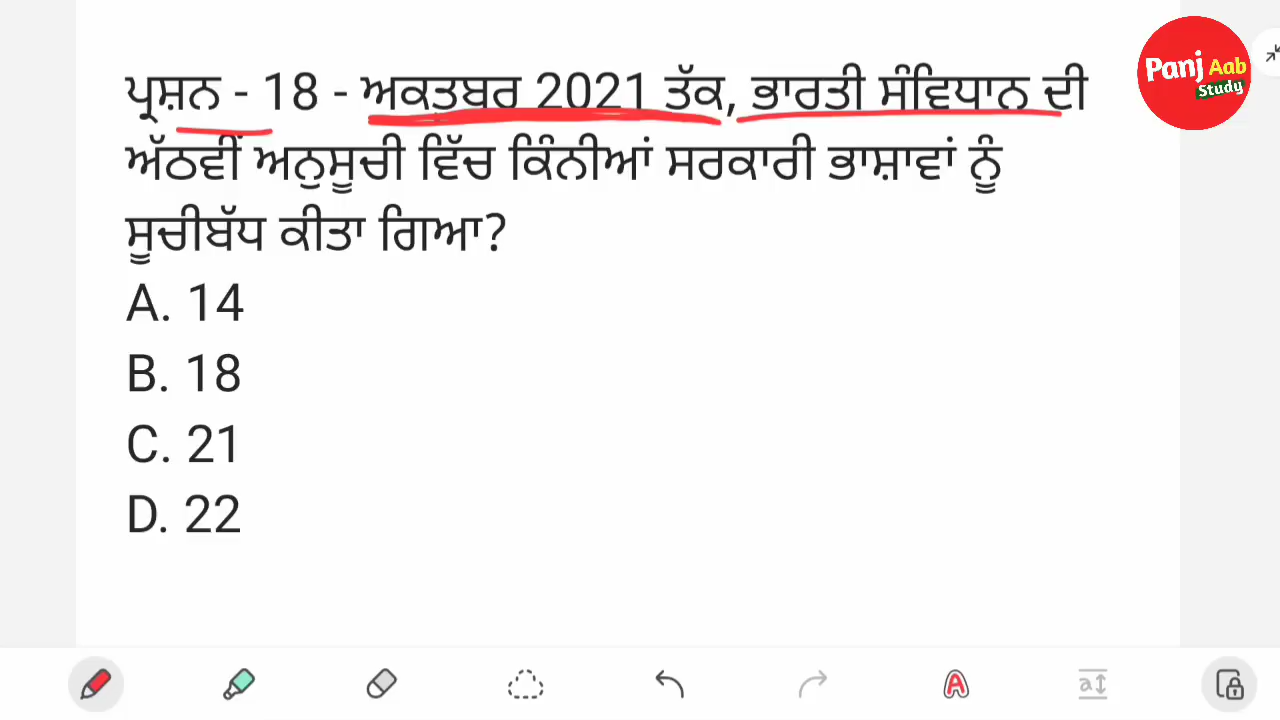 ਪ੍ਰਸ਼ਨ - 18 - ਅਕਤਬਰ 2021 ਤੱਕ, ਭਾਰਤੀ ਸੰਵਿਧਾਨ ਦੀ
ਅੱਠਵੀਂ ਅਨੁਸੂਚੀ ਵਿੱਚ ਕਿੰਨੀਆਂ ਸਰਕਾਰੀ ਭਾਸ਼ਾਵਾਂ ਨੂੰ
ਸੂਚੀਬੱਧ ਕੀਤਾ ਗਿਆ?
A. 14
B. 18
C. 21
D. 22
Panj Aab
Study
A
a